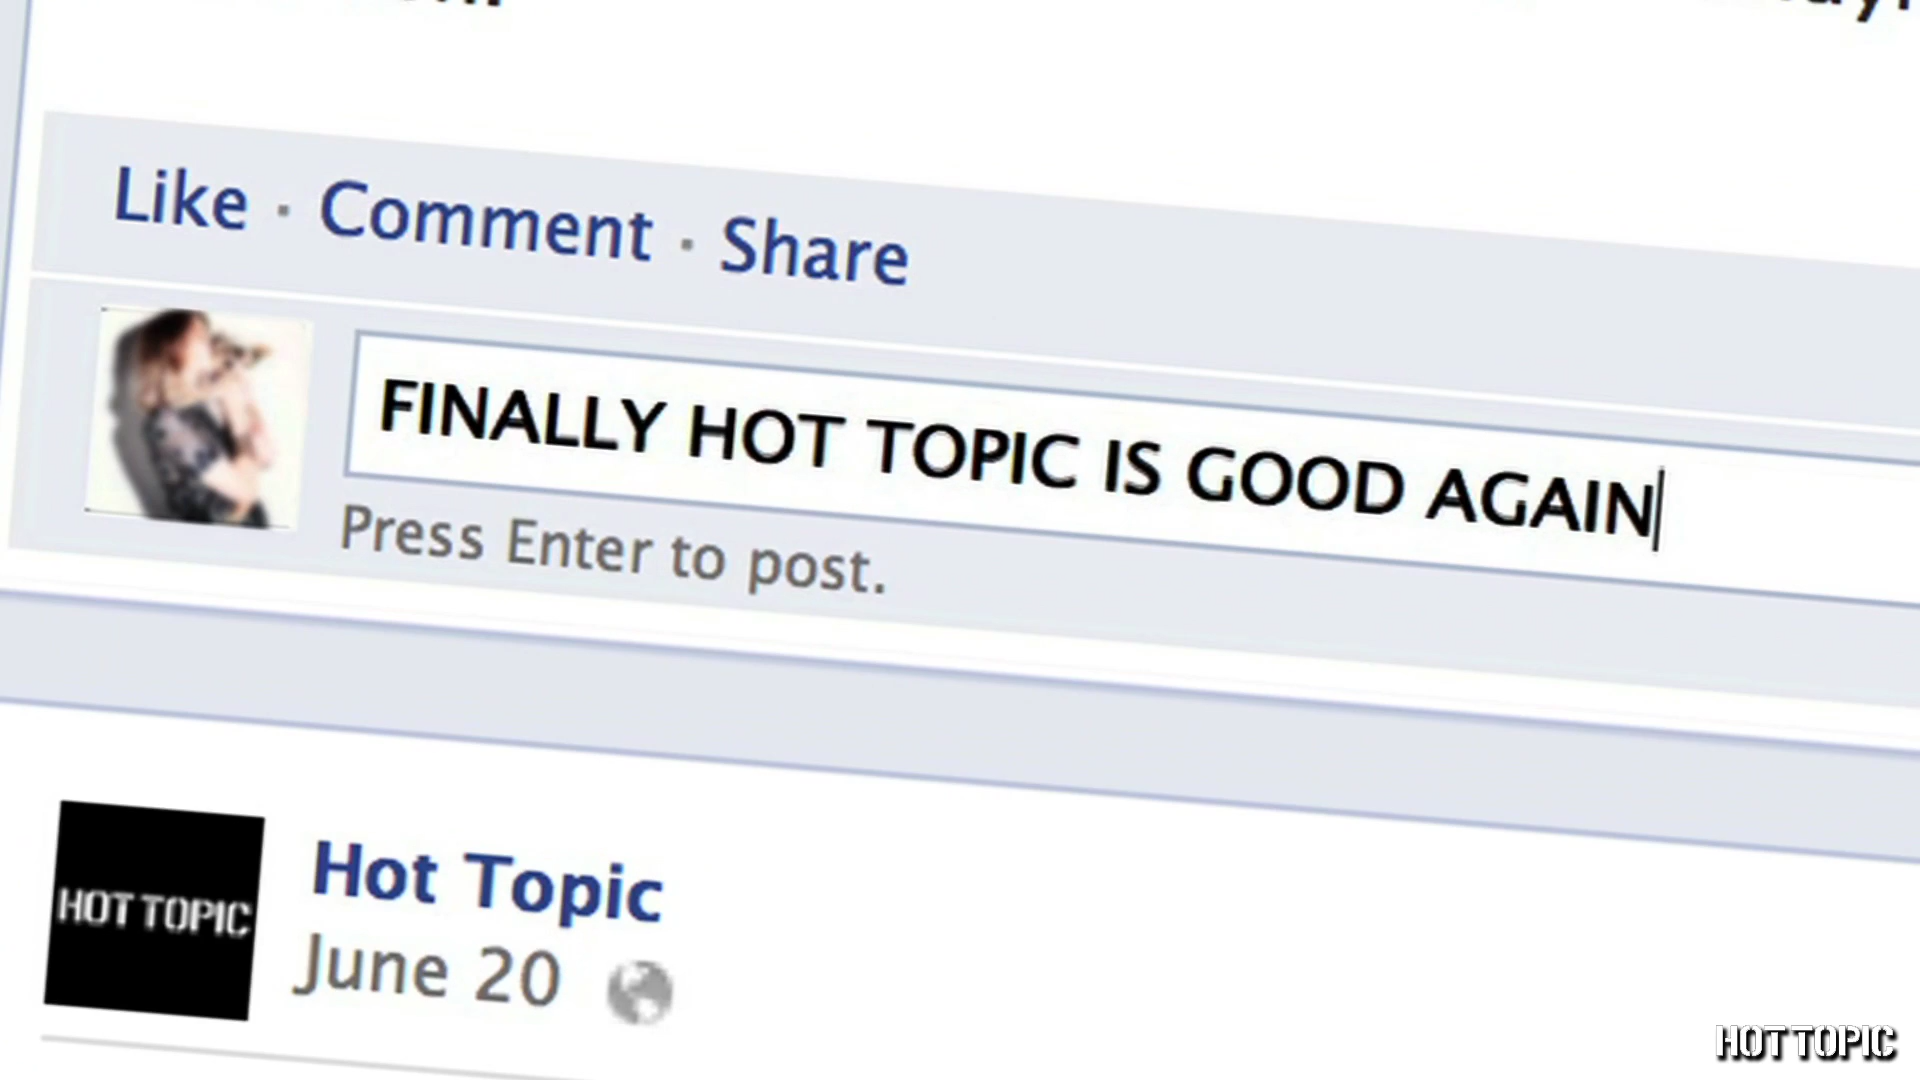 Like · Comment · Share
FINALLY HOT TOPIC IS GOOD AGAIN
Press Enter to post.
HOT TOPIC
Hot Topic
June 20
HOT TOPIC